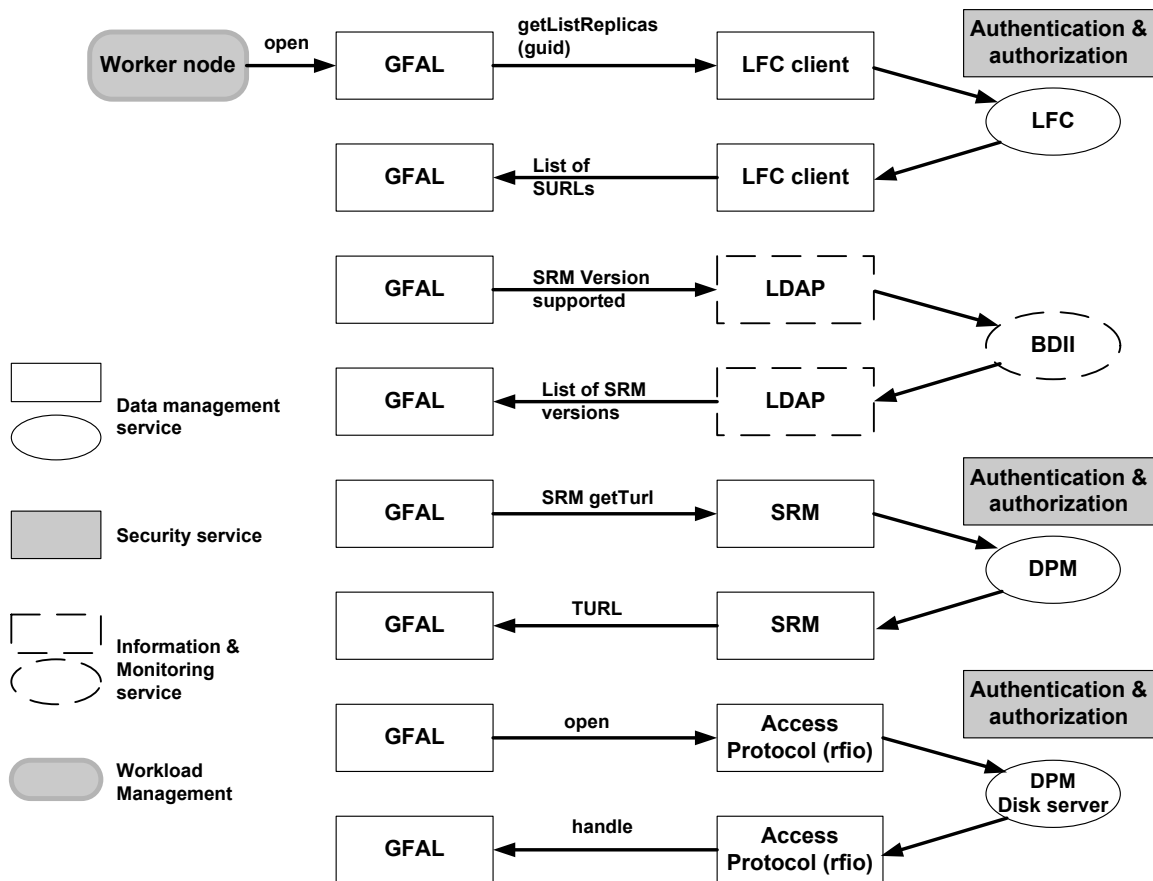 Worker node
open
GFAL
getListReplicas
(guid)
LFC client
Authentication &
authorization
LFC
GFAL
List of
SURLs
LFC client
GFAL
SRM Version
supported
LDAP
BDII
GFAL
List of SRM
versions
LDAP
Data management
service
GFAL
SRM getTurl
SRM
Authentication &
authorization
DPM
Security service
GFAL
TURL
SRM
Information &
Monitoring
service
GFAL
open
Access
Protocol (rfio)
Authentication &
authorization
DPM
Disk server
Workload
Management
GFAL
handle
Access
Protocol (rfio)